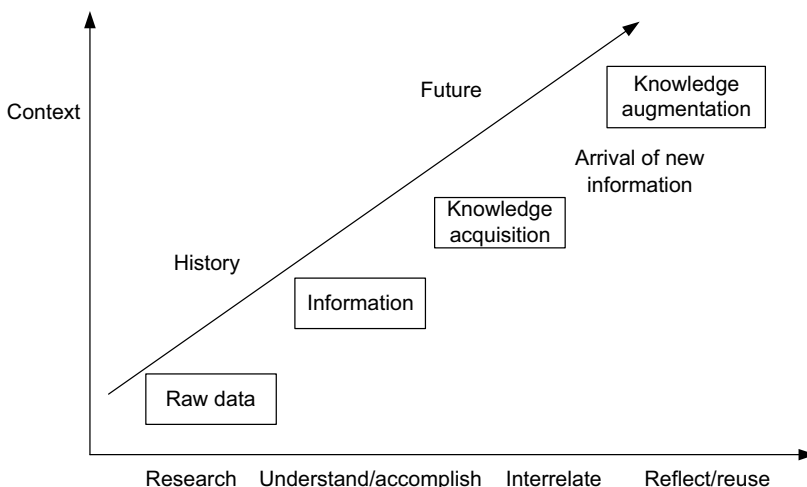 Future
Knowledge
augmentation
Context
Arrival of new
information
Knowledge
acquisition
History
Information
Raw data
Research Understand/accomplish Interrelate Reflect/reuse